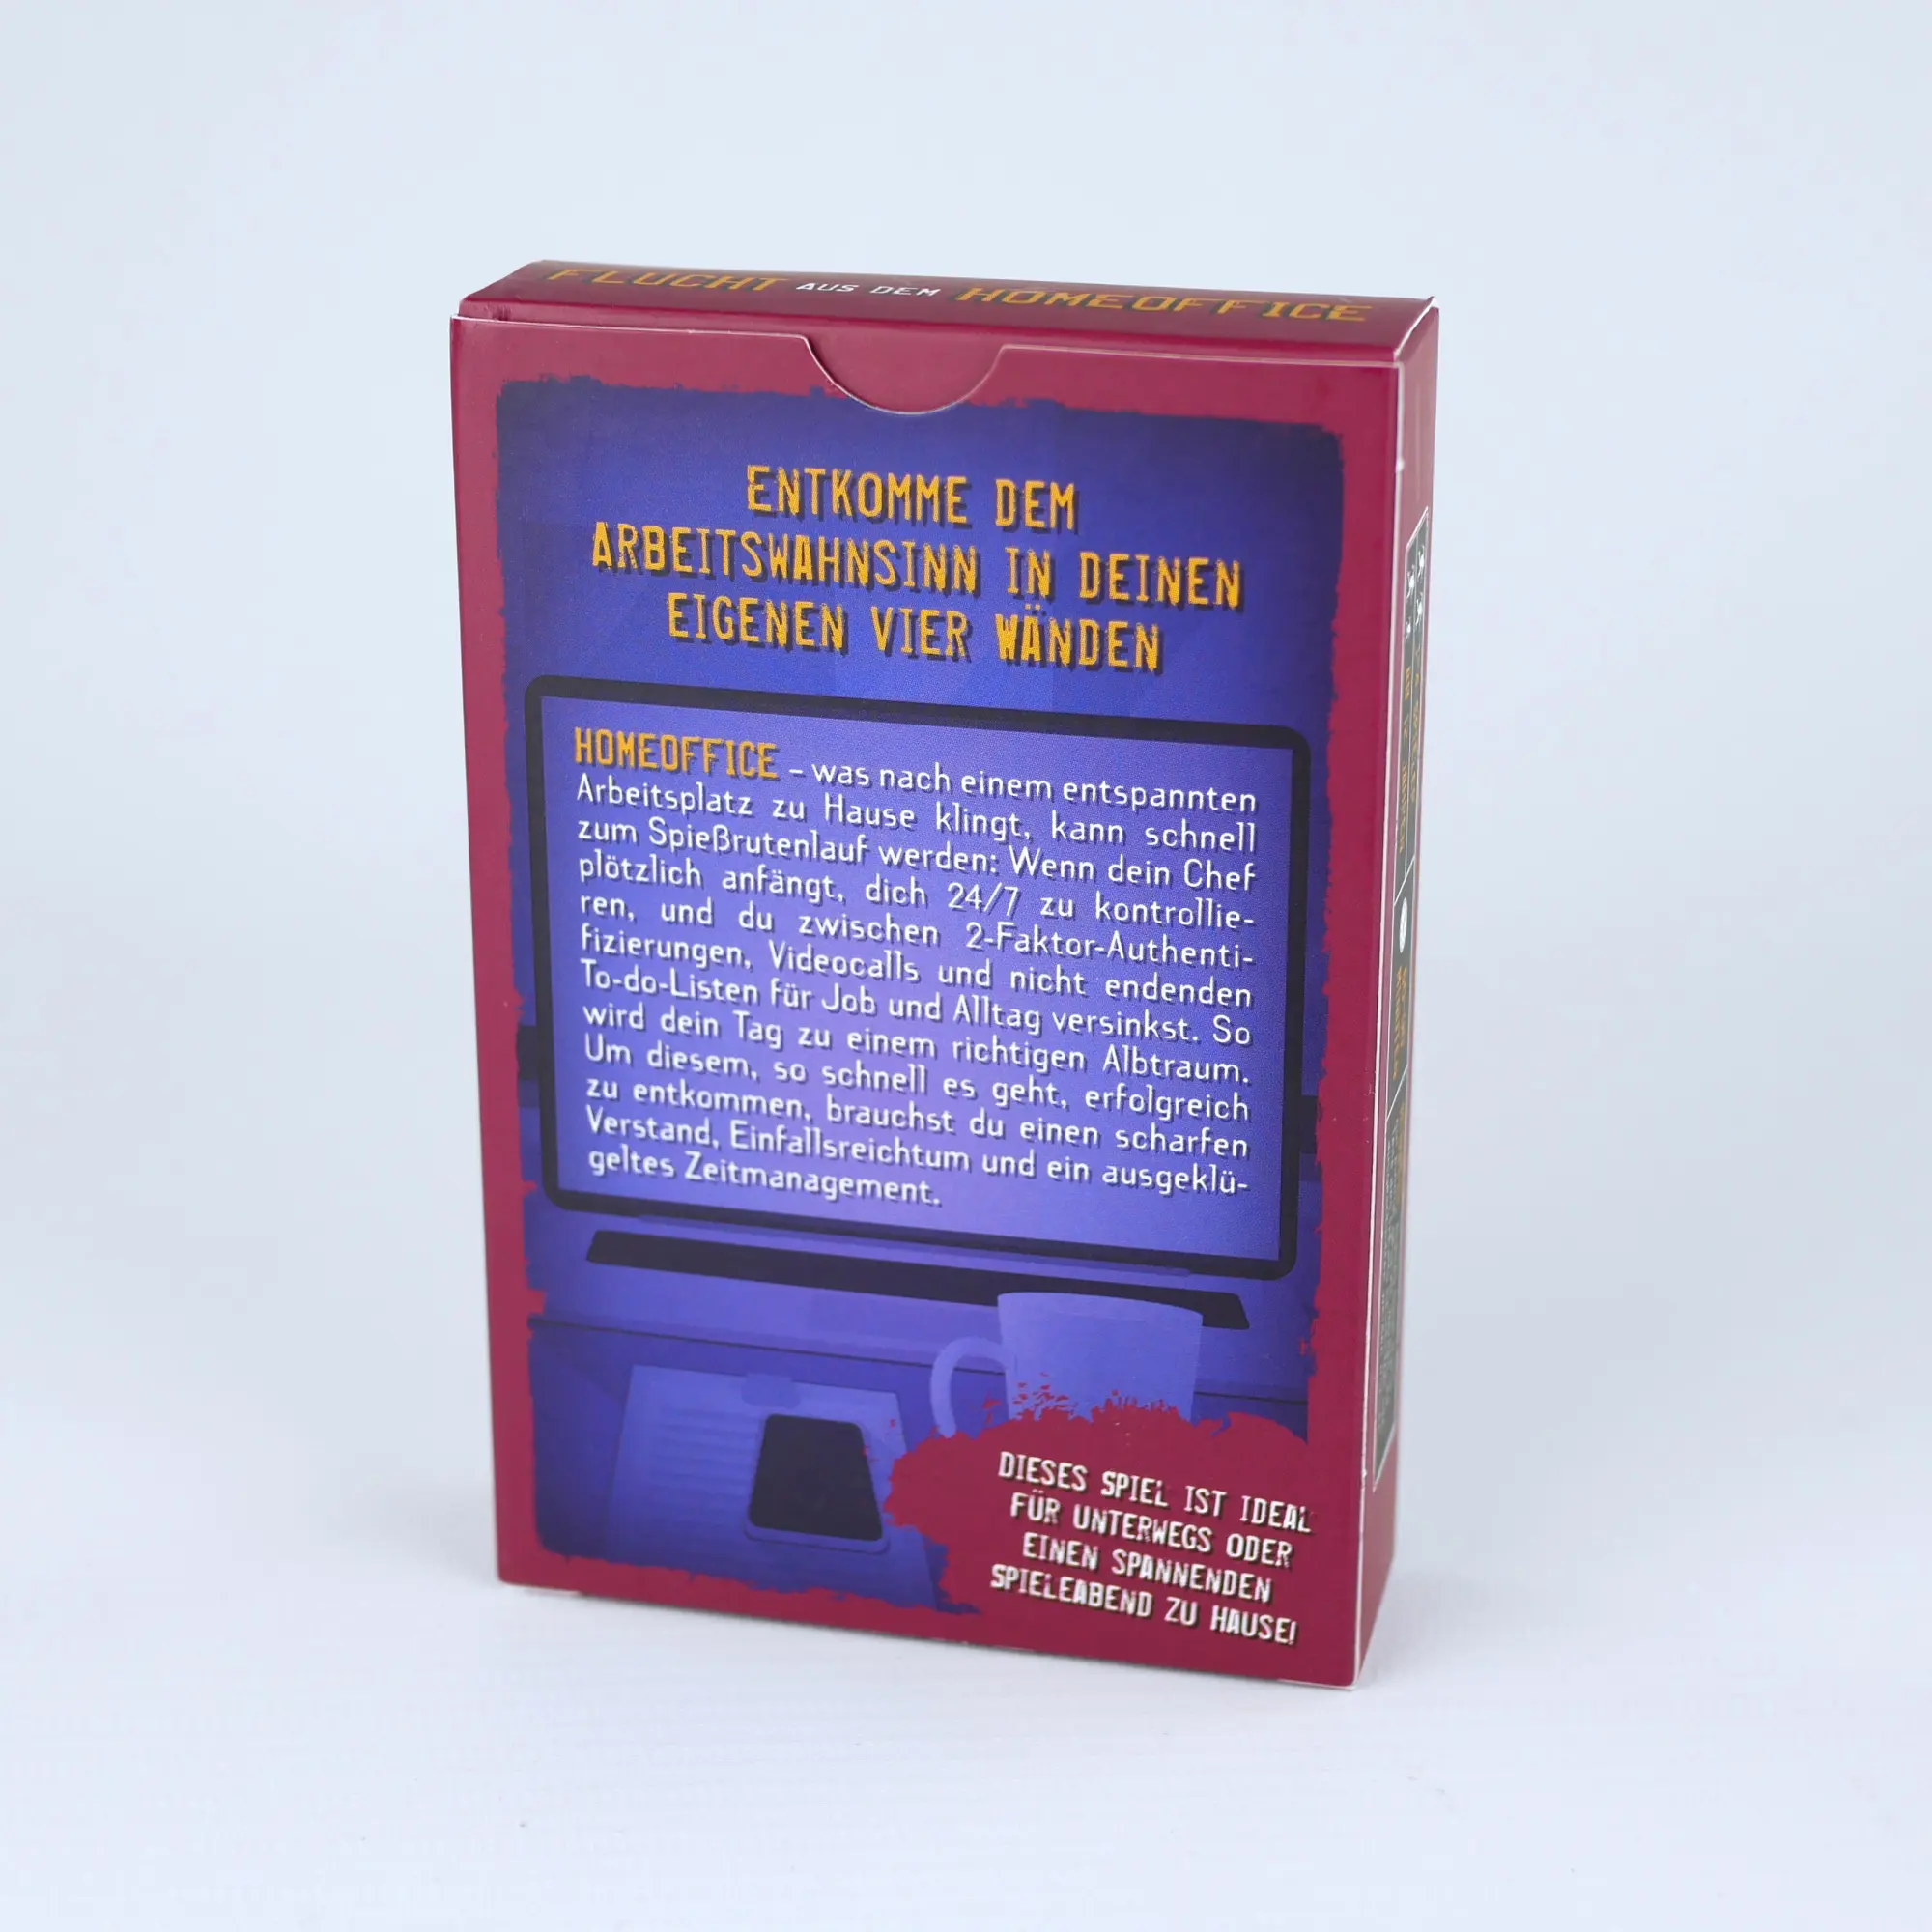 FLUCHT AUS DEM HOMEOFFICE
ENTKOMME DEM
ARBEITSWAHNSINN IN DEINEN
EIGENEN VIER WÄNDEN
HOMEOFFICE – was nach einem entspannten
Arbeitsplatz zu Hause klingt, kann schnell
zum Spießrutenlauf werden: Wenn dein Chef
plötzlich anfängt, dich 24/7 zu kontrollie-
ren, und du zwischen 2-Faktor-Authenti-
fizierungen, Videocalls und nicht endenden
To-do-Listen für Job und Alltag versinkst. So
wird dein Tag zu einem richtigen Albtraum.
Um diesem, so schnell es geht, erfolgreich
zu entkommen, brauchst du einen scharfen
Verstand, Einfallsreichtum und ein ausgeklü-
geltes Zeitmanagement.
DIESES SPIEL IST IDEAL
FÜR UNTERWEGS ODER
EINEN SPANNENDEN
SPIELEABEND ZU HAUSE!